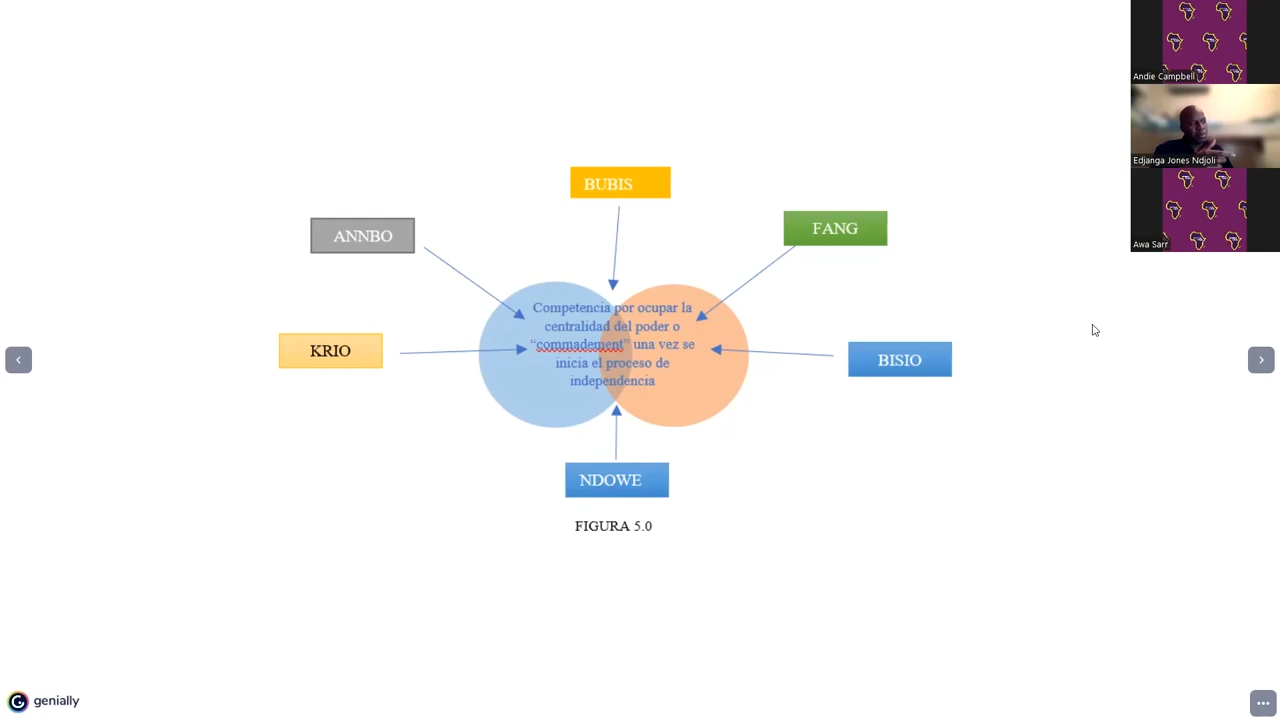 BUBIS
FANG
ANNBO
Competencia por ocupar la
centralidad del poder o
“commadement” una vez se
inicia el proceso de
independencia
KRIO
BISIO
NDOWE
FIGURA 5.0
Andie Campbell
Edjanga Jones Ndjoli
Awa Sarr
genially